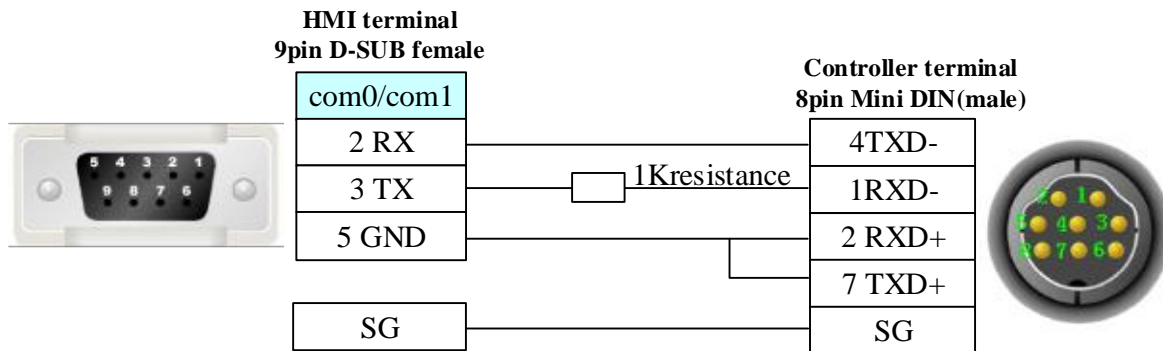 HMI terminal
9pin D-SUB female
com0/com1
2 RX
3 TX
5 GND
SG
5 4 3 2 1
9 8 7 6
1Kresistance
Controller terminal
8pin Mini DIN(male)
4TXD-
1RXD-
2 RXD+
7 TXD+
SG
2 1
5 4 3
8 7 6